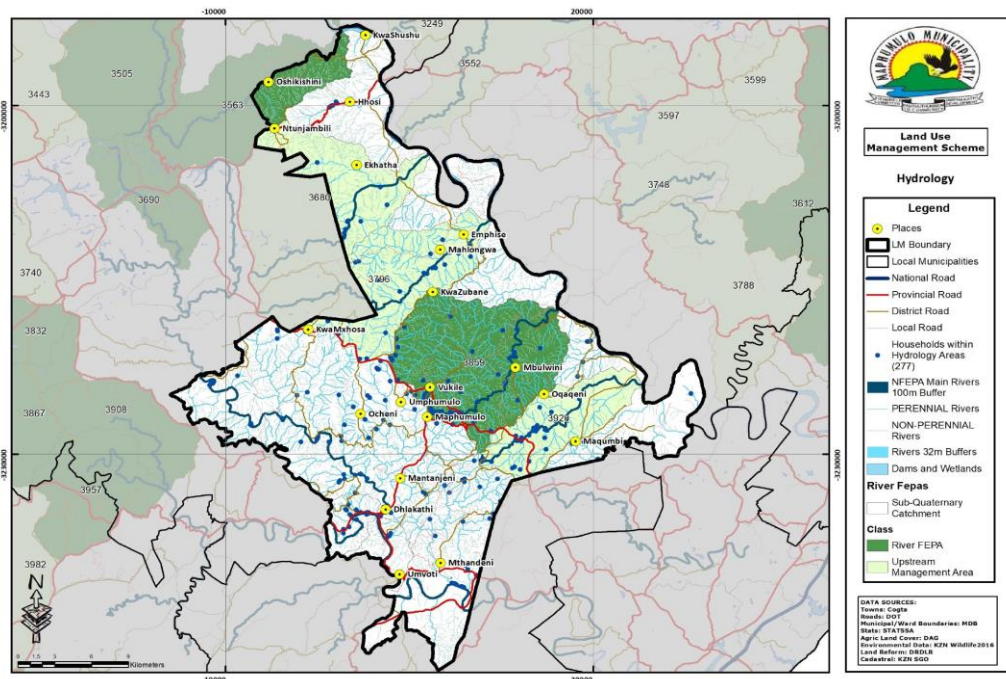 -10000
20000
3249
3505
3552
3599
3443
3563
3597
3200000
KwaShushu
Oshikishini
Hhosi
Ntunjambili
Ekhatha
3690
3680
3748
3612
Emphise
Mahlongwa
3740
3796
3788
KwaZubane
3832
KwaMxhosa
3859
Mbulwini
Vukile
Umphumulo
Oqaqeni
3867
3908
Ocheni
Maphumulo
Maqumbi
3957
Mantanjeni
Dhlakathi
3982
Mthandeni
Umvoti
N
Kilometers
MAPHUMULO MUNICIPALITY
Land Use
Management Scheme
Hydrology
Legend
Places
LM Boundary
Local Municipalities
National Road
Provincial Road
District Road
Local Road
Households within
Hydrology Areas
(277)
NFEPA Main Rivers
100m Buffer
PERENNIAL Rivers
NON-PERENNIAL
Rivers
Rivers 32m Buffers
Dams and Wetlands
River Fepas
Sub-Quaternary
Catchment
Class
River FEPA
Upstream
Management Area
DATA SOURCES:
Towns: Cogta
Roads: DOT
Municipal/Ward Boundaries: MDB
Stats: STATSSA
Agric Land Cover: DAG
Environmental Data: KZN Wildlife2016
Land Reform: DRDLR
Cadastral: KZN SGO